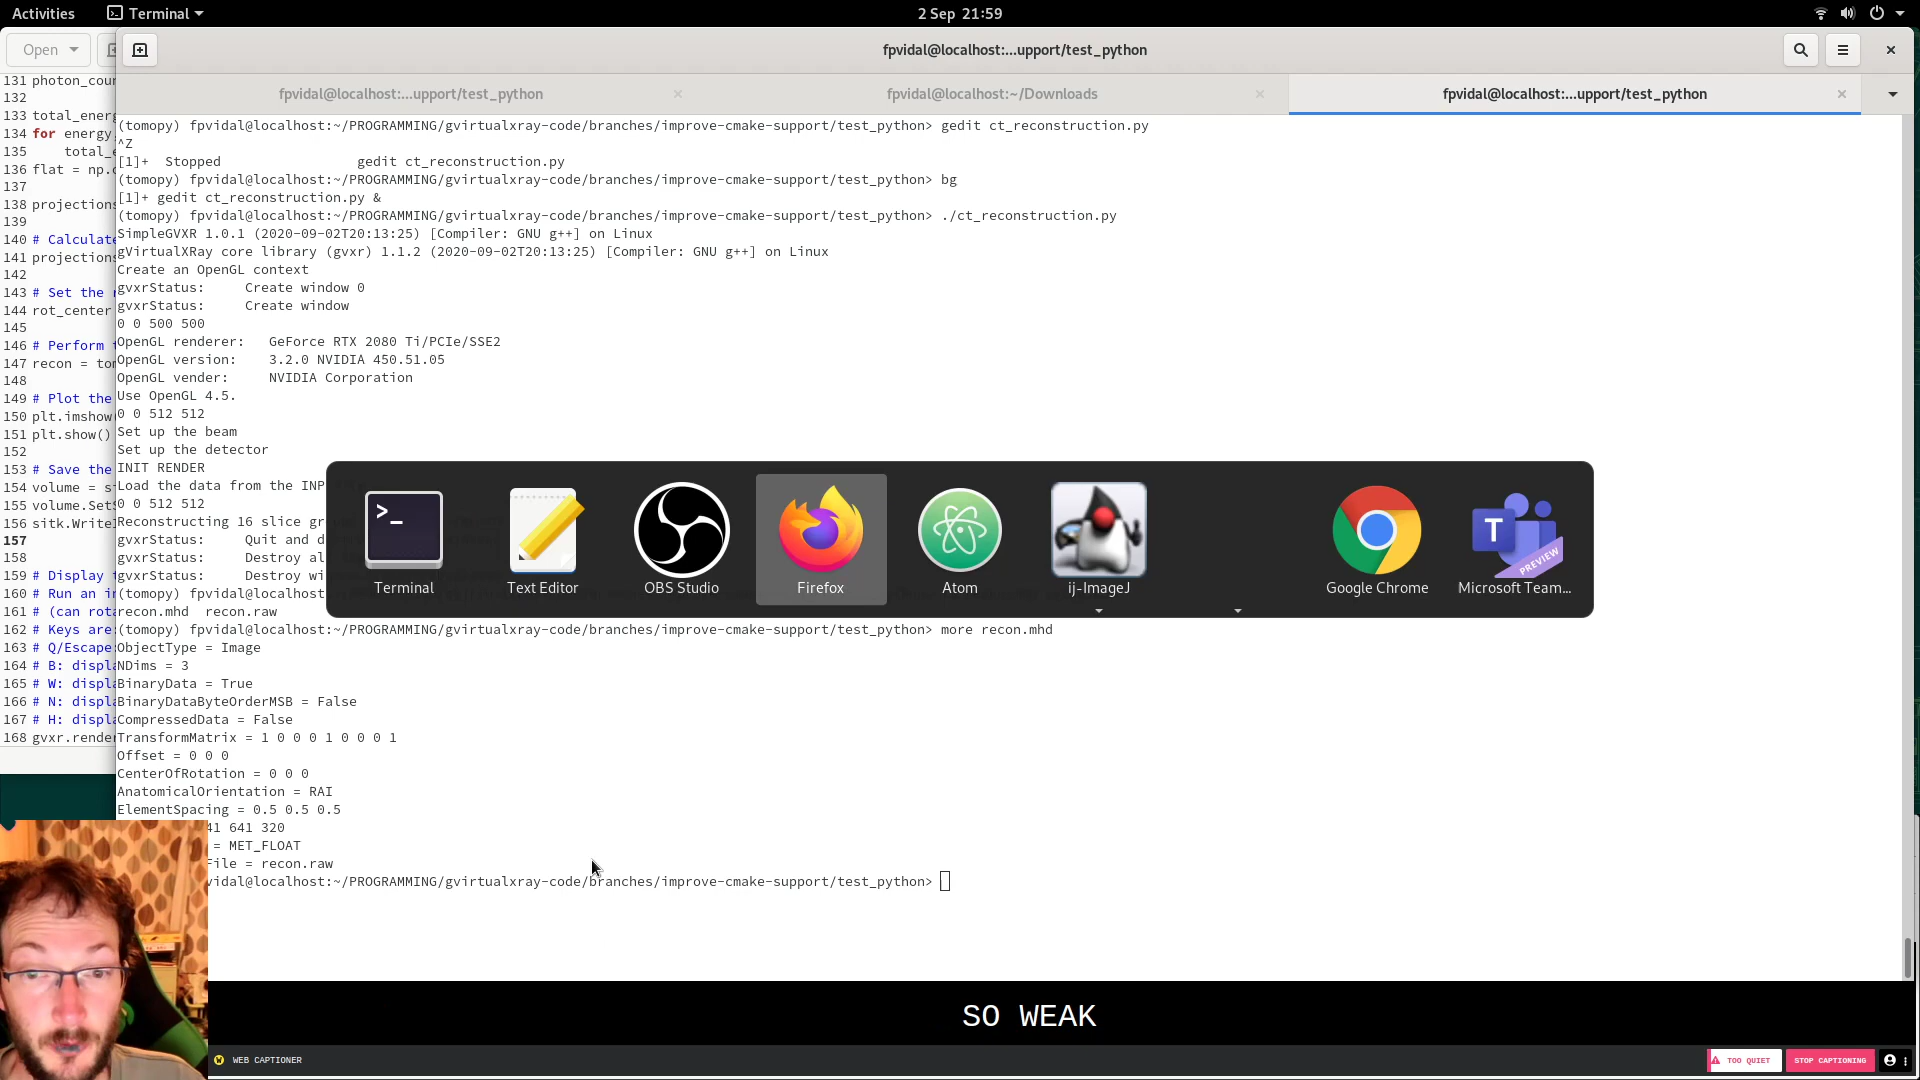 Activities
Terminal
2 Sep 21:59
Open
fpvidal@localhost:...upport/test_python
fpvidal@localhost:...upport/test_python
fpvidal@localhost:~/Downloads
fpvidal@localhost:...upport/test_python
131 photon_cour
132
133 total_energ
134 for energy
135 total_e
136 flat = np.c
137
138 projections
139
140 # Calculate
141 projections
142
143 # Set the r
144 rot_center
145
146 # Perform t
147 recon = tom
148
149 # Plot the
150 plt.imshow
151 plt.show()
152
153 # Save the
154 volume = s
155 volume.SetS
156 sitk.WriteI
157
158
159 # Display t
160 # Run an in
161 # (can rota
162 # Keys are
163 # Q/Escape
164 # B: displa
165 # W: displa
166 # N: displa
167 # H: displa
168 gvxr.render
(tomopy) fpvidal@localhost:~/PROGRAMMING/gvirtualxray-code/branches/improve-cmake-support/test_python> gedit ct_reconstruction.py
^Z
[1]+  Stopped                 gedit ct_reconstruction.py
(tomopy) fpvidal@localhost:~/PROGRAMMING/gvirtualxray-code/branches/improve-cmake-support/test_python> bg
[1]+ gedit ct_reconstruction.py &
(tomopy) fpvidal@localhost:~/PROGRAMMING/gvirtualxray-code/branches/improve-cmake-support/test_python> ./ct_reconstruction.py
SimpleGVXR 1.0.1 (2020-09-02T20:13:25) [Compiler: GNU g++] on Linux
gVirtualXRay core library (gvxr) 1.1.2 (2020-09-02T20:13:25) [Compiler: GNU g++] on Linux
Create an OpenGL context
gvxrStatus:     Create window 0
gvxrStatus:     Create window
0 0 500 500
OpenGL renderer:   GeForce RTX 2080 Ti/PCIe/SSE2
OpenGL version:    3.2.0 NVIDIA 450.51.05
OpenGL vender:     NVIDIA Corporation
Use OpenGL 4.5.
0 0 512 512
Set up the beam
Set up the detector
INIT RENDER
Load the data from the INP
0 0 512 512
Reconstructing 16 slice gr
gvxrStatus:     Quit and d
gvxrStatus:     Destroy al
gvxrStatus:     Destroy wi
(tomopy) fpvidal@localhost:
recon.mhd  recon.raw
(tomopy) fpvidal@localhost:~/PROGRAMMING/gvirtualxray-code/branches/improve-cmake-support/test_python> more recon.mhd
ObjectType = Image
NDims = 3
BinaryData = True
BinaryDataByteOrderMSB = False
CompressedData = False
TransformMatrix = 1 0 0 0 1 0 0 0 1
Offset = 0 0 0
CenterOfRotation = 0 0 0
AnatomicalOrientation = RAI
ElementSpacing = 0.5 0.5 0.5
41 641 320
= MET_FLOAT
File = recon.raw
vidal@localhost:~/PROGRAMMING/gvirtualxray-code/branches/improve-cmake-support/test_python>
Terminal
Text Editor
OBS Studio
Firefox
Atom
ij-ImageJ
Google Chrome
Microsoft Team...
T
PREVIEW
SO WEAK
WEB CAPTIONER
TOO QUIET
STOP CAPTIONING